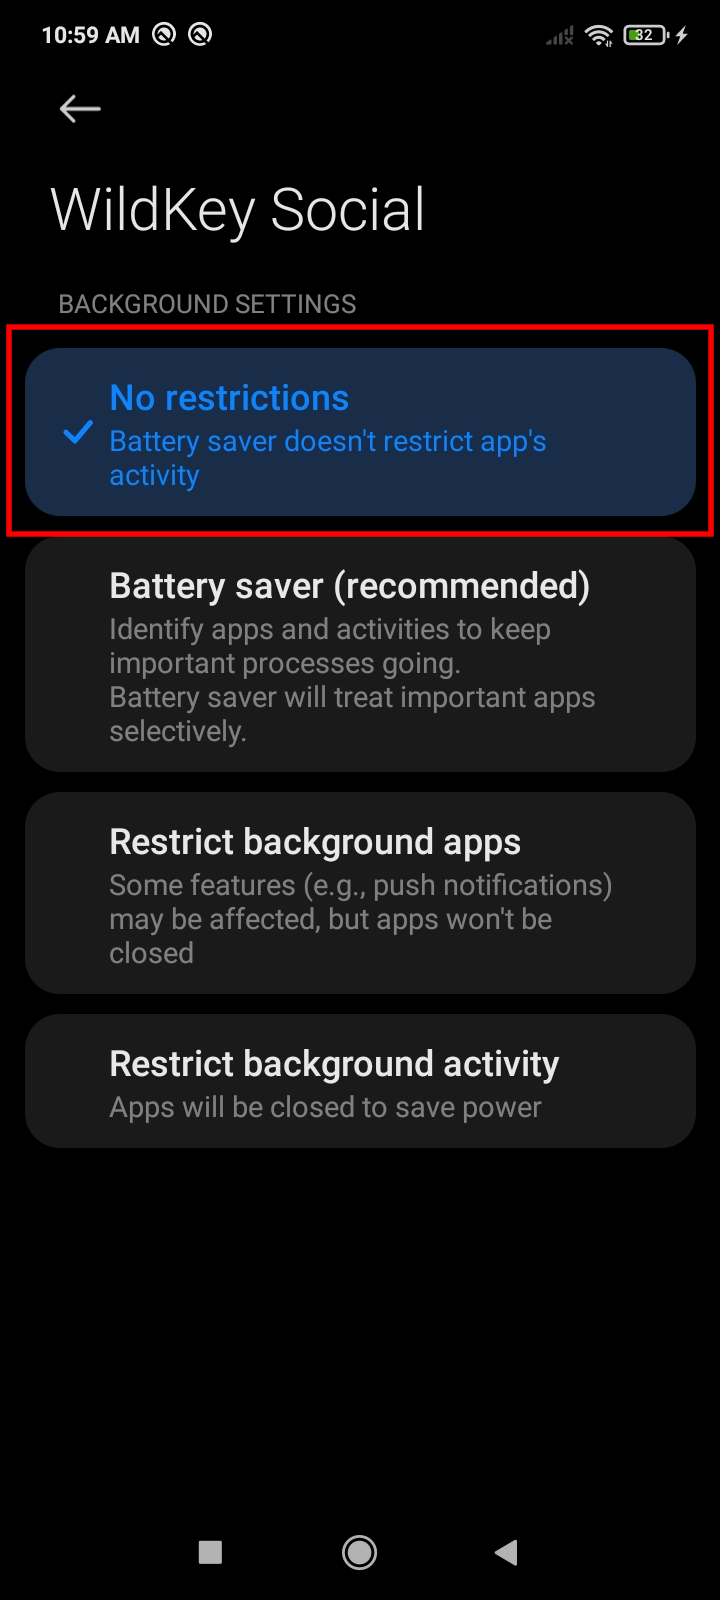 10:59 AM
32
WildKey Social
BACKGROUND SETTINGS
No restrictions
Battery saver doesn't restrict app's
activity
Battery saver (recommended)
Identify apps and activities to keep
important processes going.
Battery saver will treat important apps
selectively.
Restrict background apps
Some features (e.g., push notifications)
may be affected, but apps won't be
closed
Restrict background activity
Apps will be closed to save power